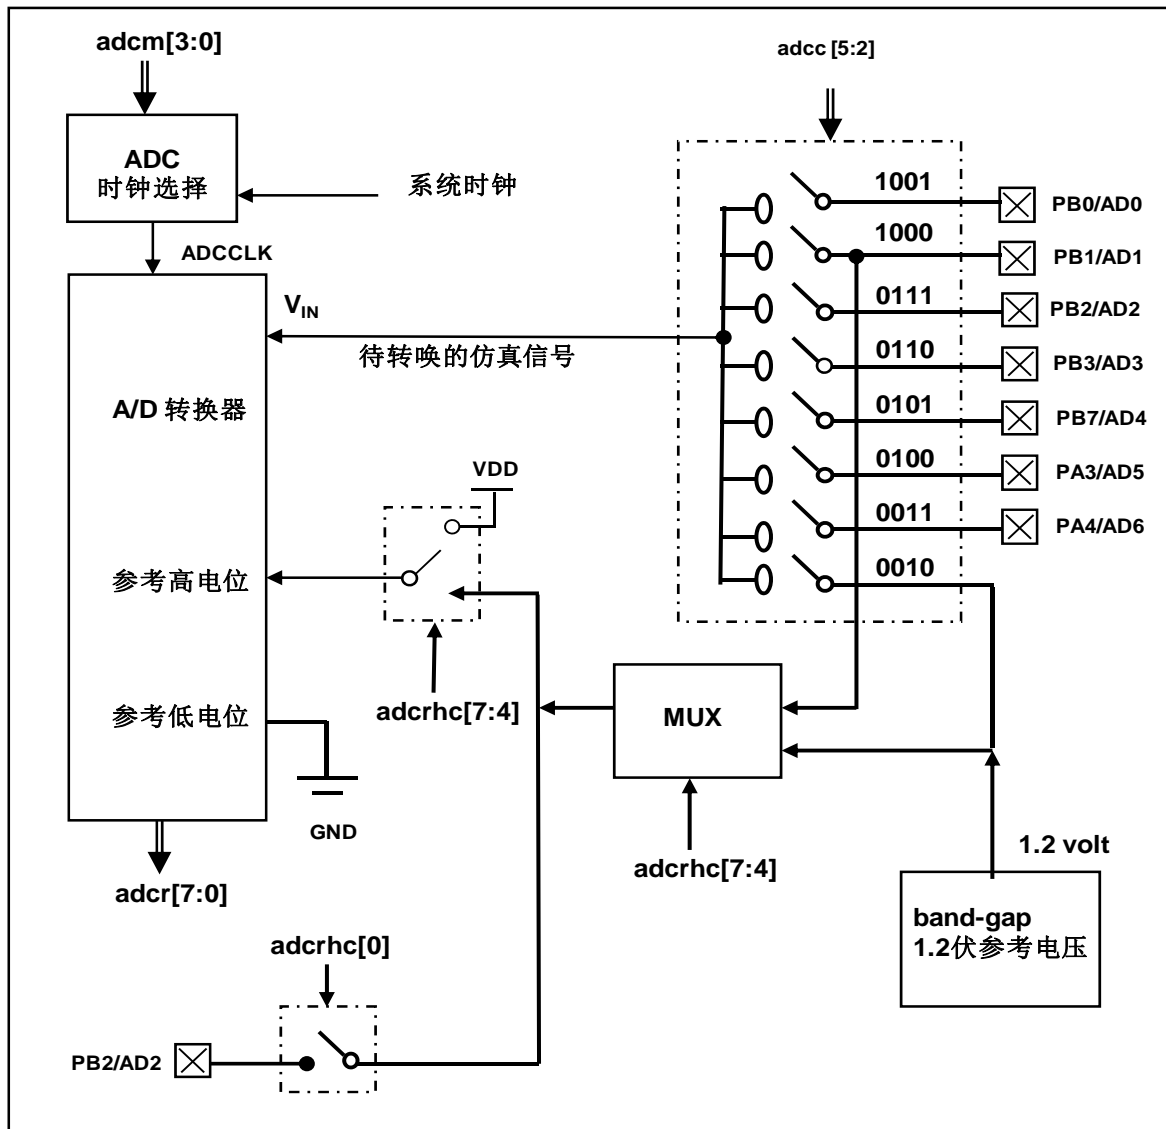 adcm[3:0]
adcc [5:2]
ADC
时钟选择
系统时钟
ADCCLK
1001
PB0/AD0
1000
PB1/AD1
0111
PB2/AD2
0110
PB3/AD3
0101
PB7/AD4
0100
PA3/AD5
0011
PA4/AD6
0010
VIN
待转唤的仿真信号
A/D 转换器
VDD
参考高电位
参考低电位
adcrhc[7:4]
MUX
GND
adcrhc[7:4]
1.2 volt
adcr[7:0]
band-gap
1.2伏参考电压
adcrhc[0]
PB2/AD2